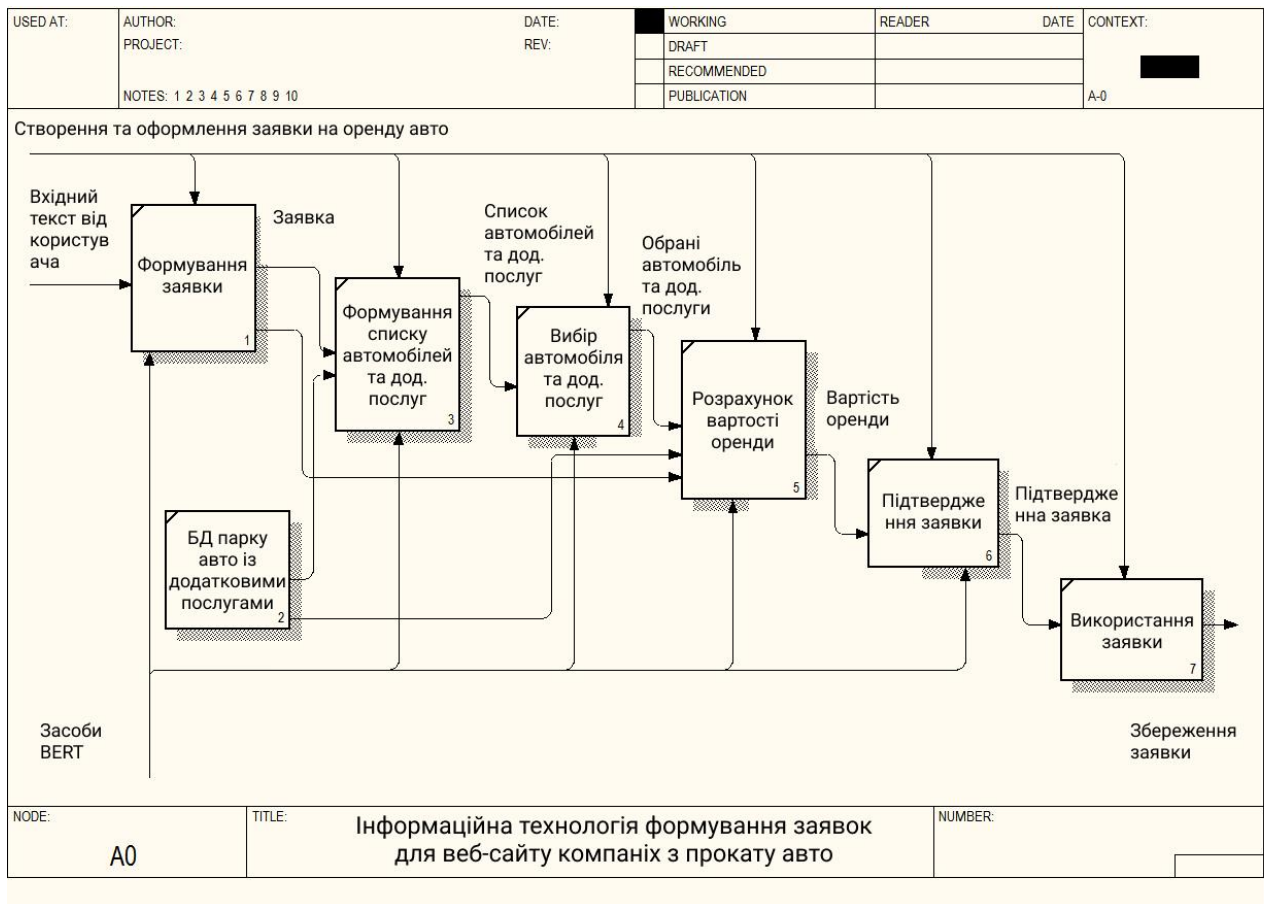 USED AT:
AUTHOR:
DATE:
WORKING
READER
DATE
CONTEXT:
PROJECT:
REV:
DRAFT
RECOMMENDED
NOTES: 1 2 3 4 5 6 7 8 9 10
PUBLICATION
A-0
Створення та оформлення заявки на оренду авто
Вхідний
текст від
користув
ача
Формування
заявки
1
Заявка
Формування
списку
автомобілей
та дод.
послуг
3
Список
автомобілей
та дод.
послуг
Вибір
автомобіля
та дод.
послуг
4
Обрані
автомобіль
та дод.
послуги
Розрахунок
вартості
оренди
5
Вартість
оренди
БД парку
авто із
додатковими
послугами
2
Підтвердже
ння заявки
6
Підтвердже
нна заявка
Використання
заявки
7
Засоби
BERT
Збереження
заявки
NODE:
A0
TITLE:
Інформаційна технологія формування заявок
для веб-сайту компаніх з прокату авто
NUMBER: